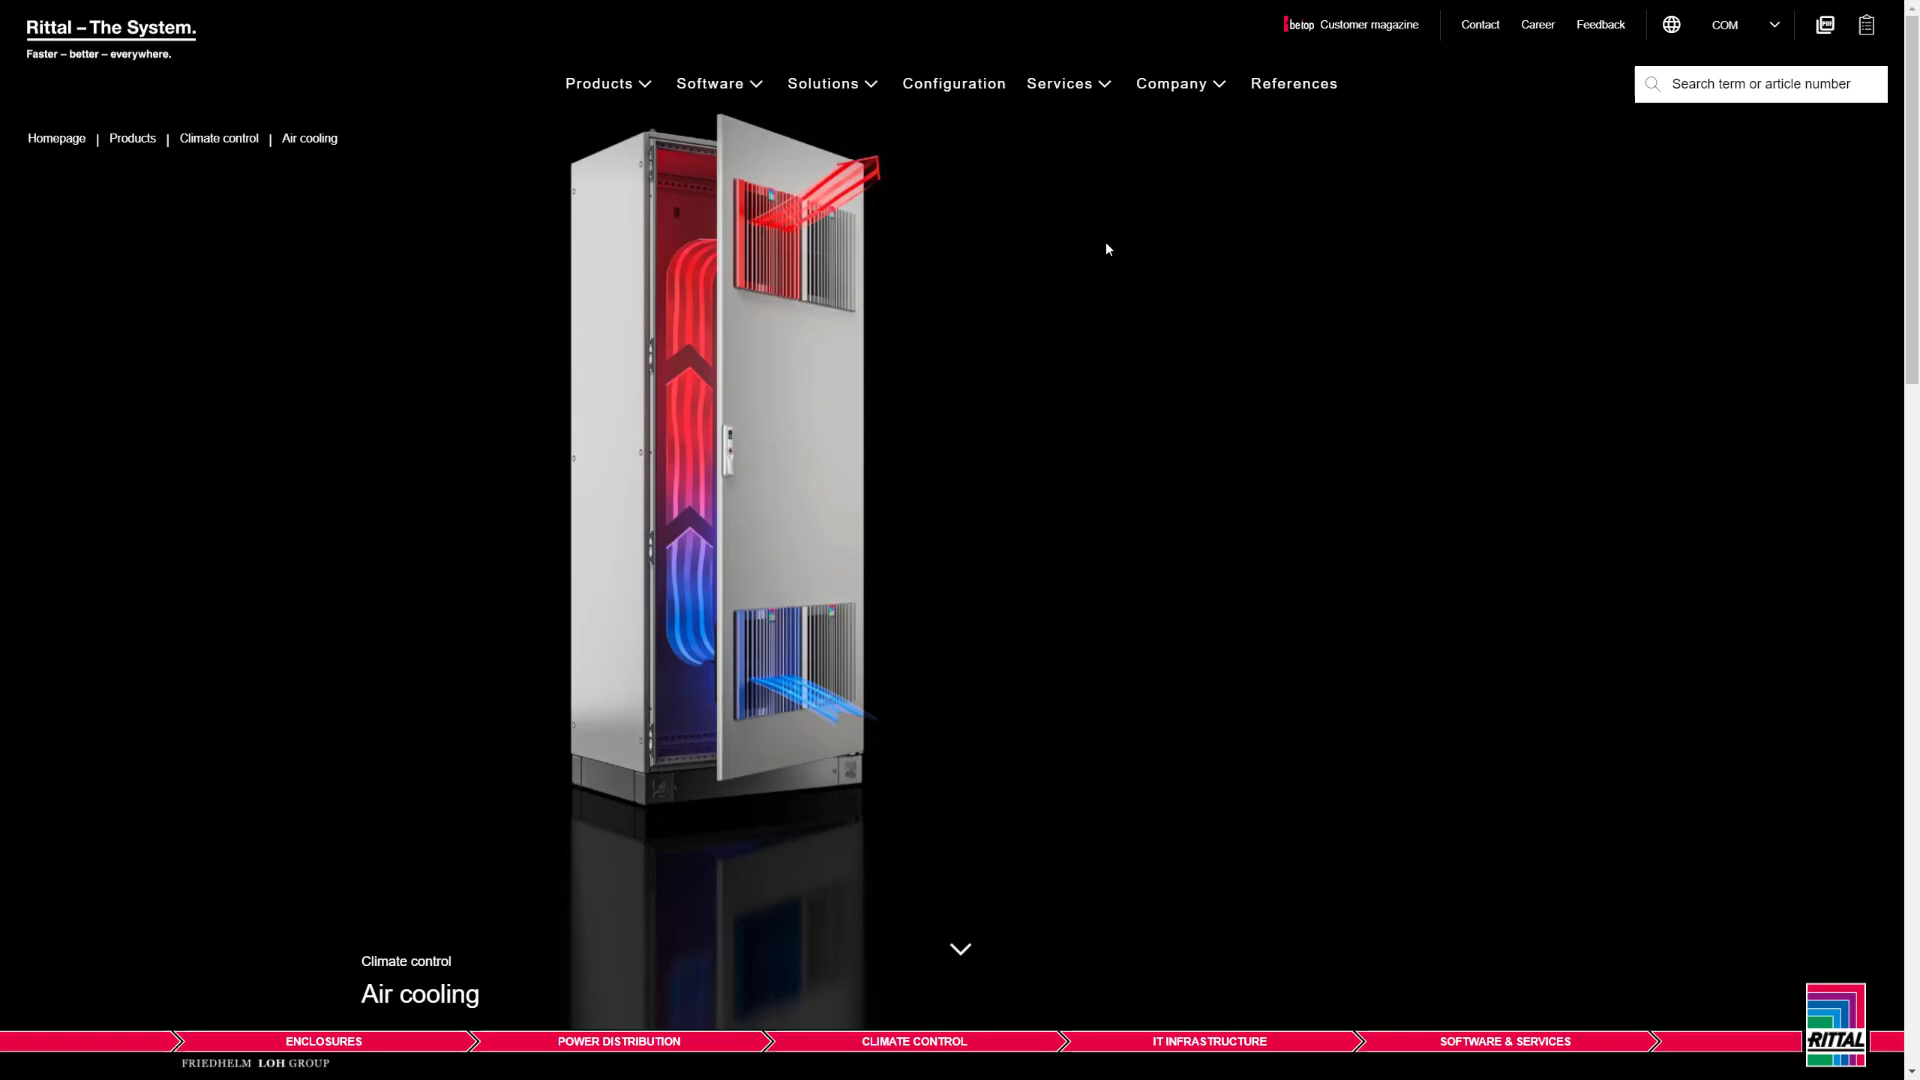 Rittal – The System.
Faster – better – everywhere.
betop Customer magazine
Contact
Career
Feedback
COM
PDF
Products
Software
Solutions
Configuration
Services
Company
References
Search term or article number
Homepage | Products | Climate control | Air cooling
Climate control
Air cooling
ENCLOSURES
POWER DISTRIBUTION
CLIMATE CONTROL
IT INFRASTRUCTURE
SOFTWARE & SERVICES
RITTAL
FRIEDHELM LOH GROUP